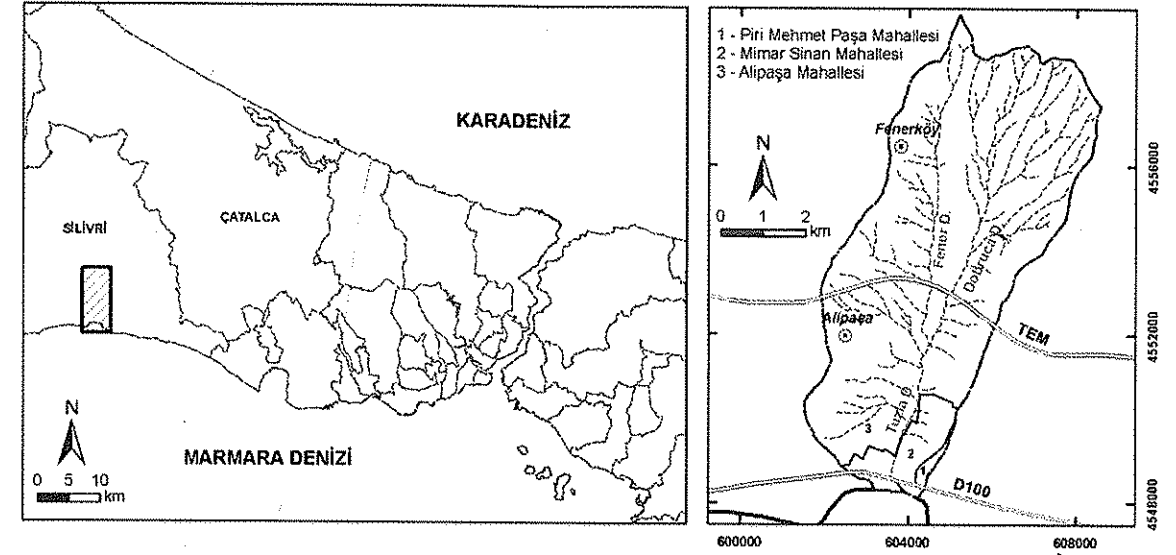 KARADENİZ
SİLİVRİ
ÇATALCA
N
0 5 10
km
MARMARA DENİZİ
1 - Piri Mehmet Paşa Mahallesi
2 - Mimar Sinan Mahallesi
3 - Alipaşa Mahallesi
Fenerköy
N
0 1 2
km
Fener D.
Doğruca D.
Alipaşa
TEM
Tuzla D.
3
2
1
D100
4556000
4552000
4548000
600000 604000 608000